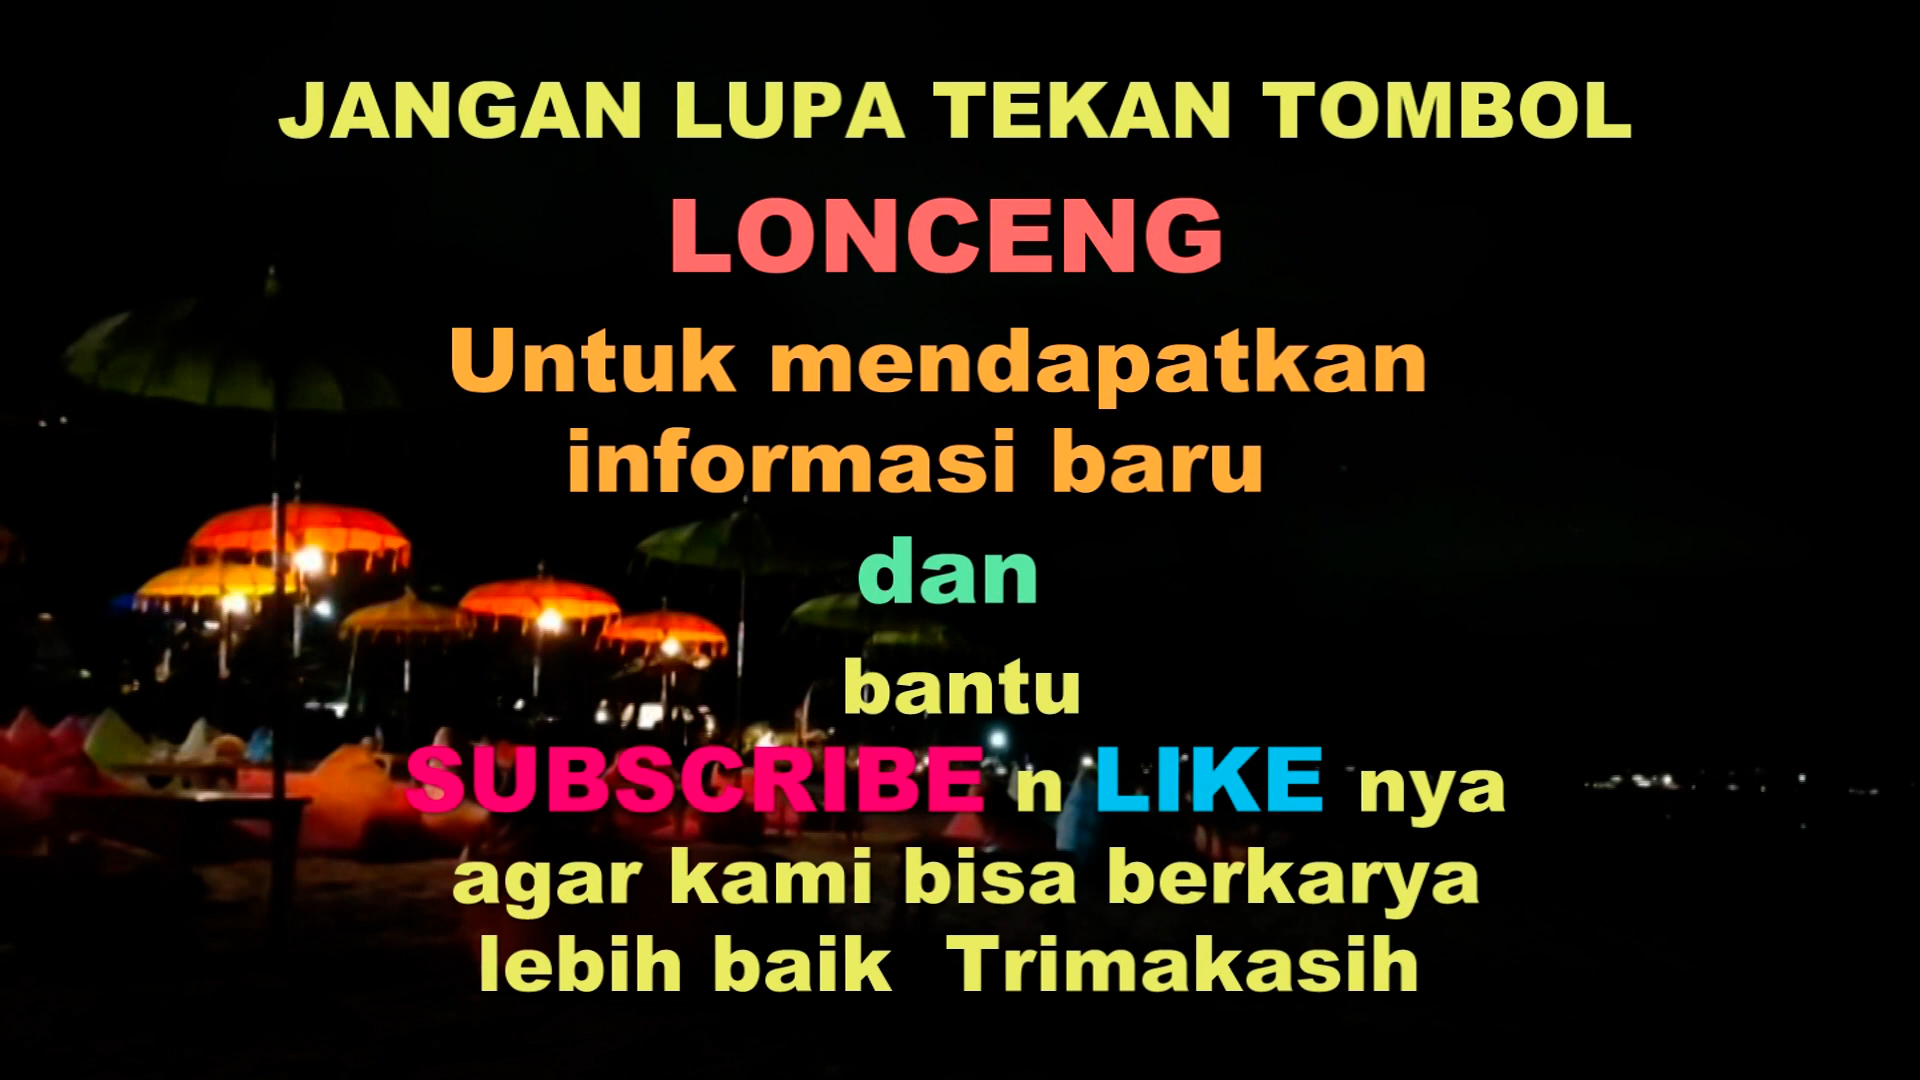 JANGAN LUPA TEKAN TOMBOL
LONCENG
Untuk mendapatkan
informasi baru
dan
bantu
SUBSCRIBE n LIKE nya
agar kami bisa berkarya
lebih baik Trimakasih